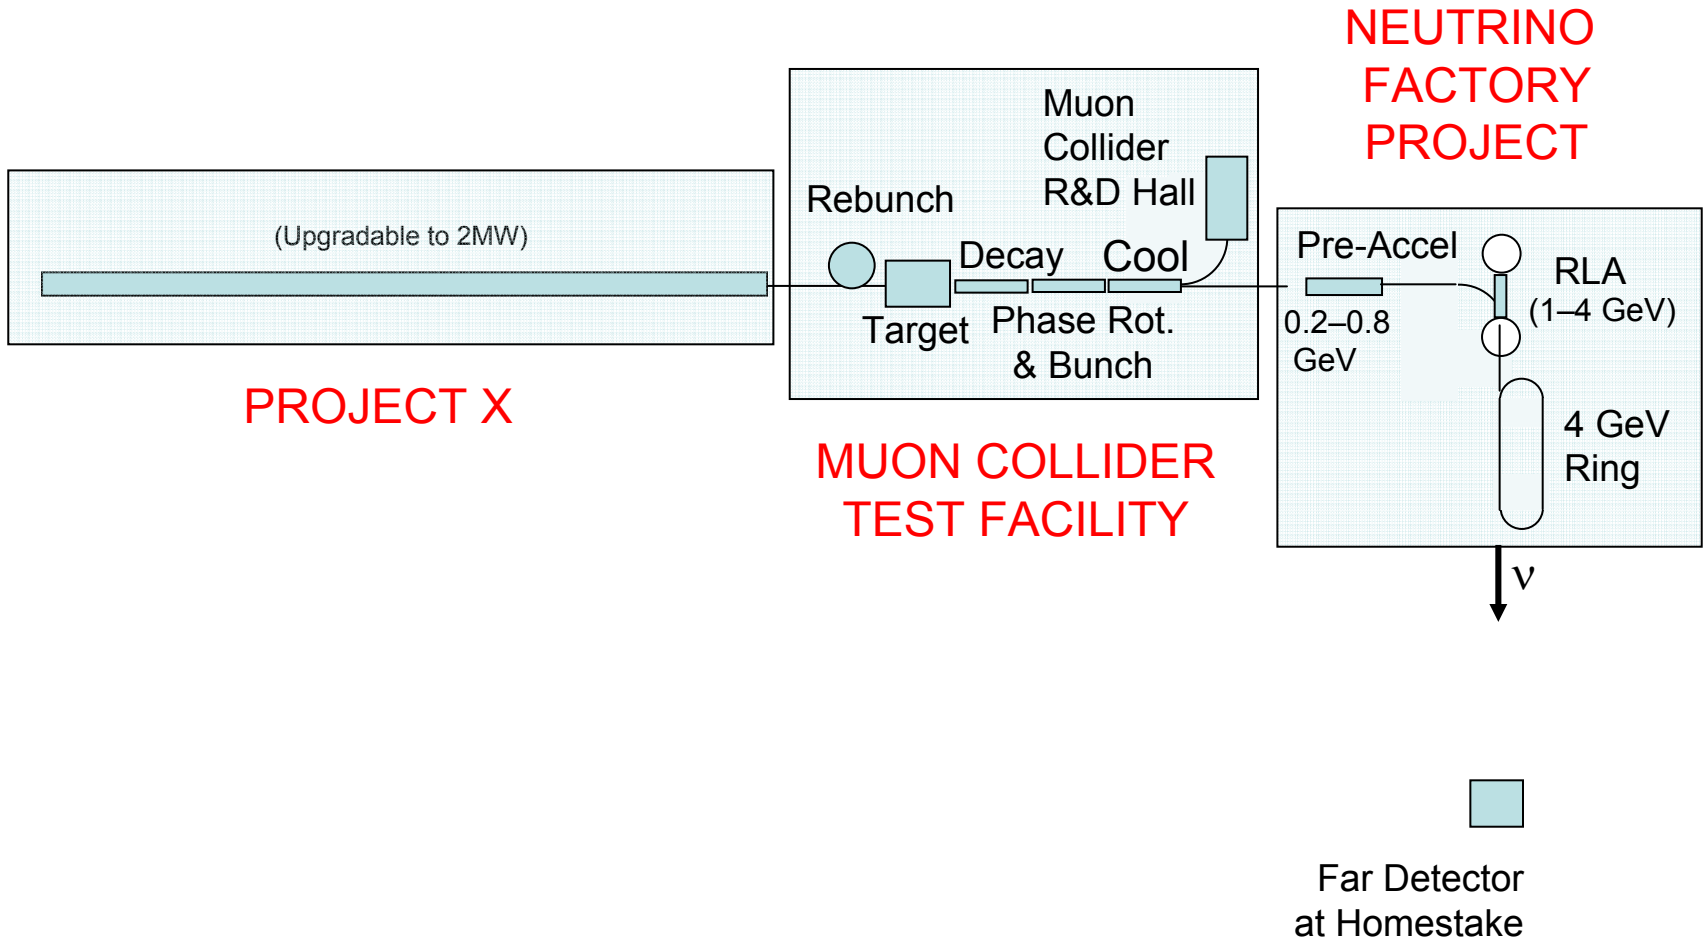 NEUTRINO
FACTORY
PROJECT
(Upgradable to 2MW)
PROJECT X
Muon
Collider
R&D Hall
Rebunch
Decay
Cool
Target
Phase Rot.
& Bunch
MUON COLLIDER
TEST FACILITY
Pre-Accel
0.2–0.8
GeV
RLA
(1–4 GeV)
4 GeV
Ring
ν
Far Detector
at Homestake